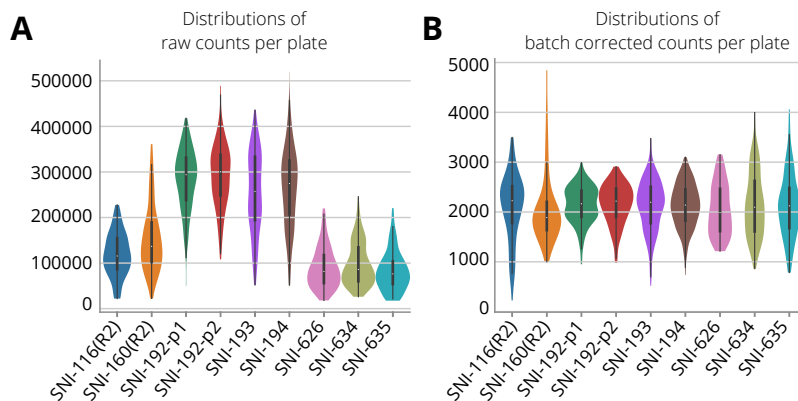 A
Distributions of
raw counts per plate
500000
400000
300000
200000
100000
0
SNI-116(R2)
SNI-160(R2)
SNI-192-p1
SNI-192-p2
SNI-193
SNI-194
SNI-626
SNI-634
SNI-635
B
Distributions of
batch corrected counts per plate
5000
4000
3000
2000
1000
0
SNI-116(R2)
SNI-160(R2)
SNI-192-p1
SNI-192-p2
SNI-193
SNI-194
SNI-626
SNI-634
SNI-635